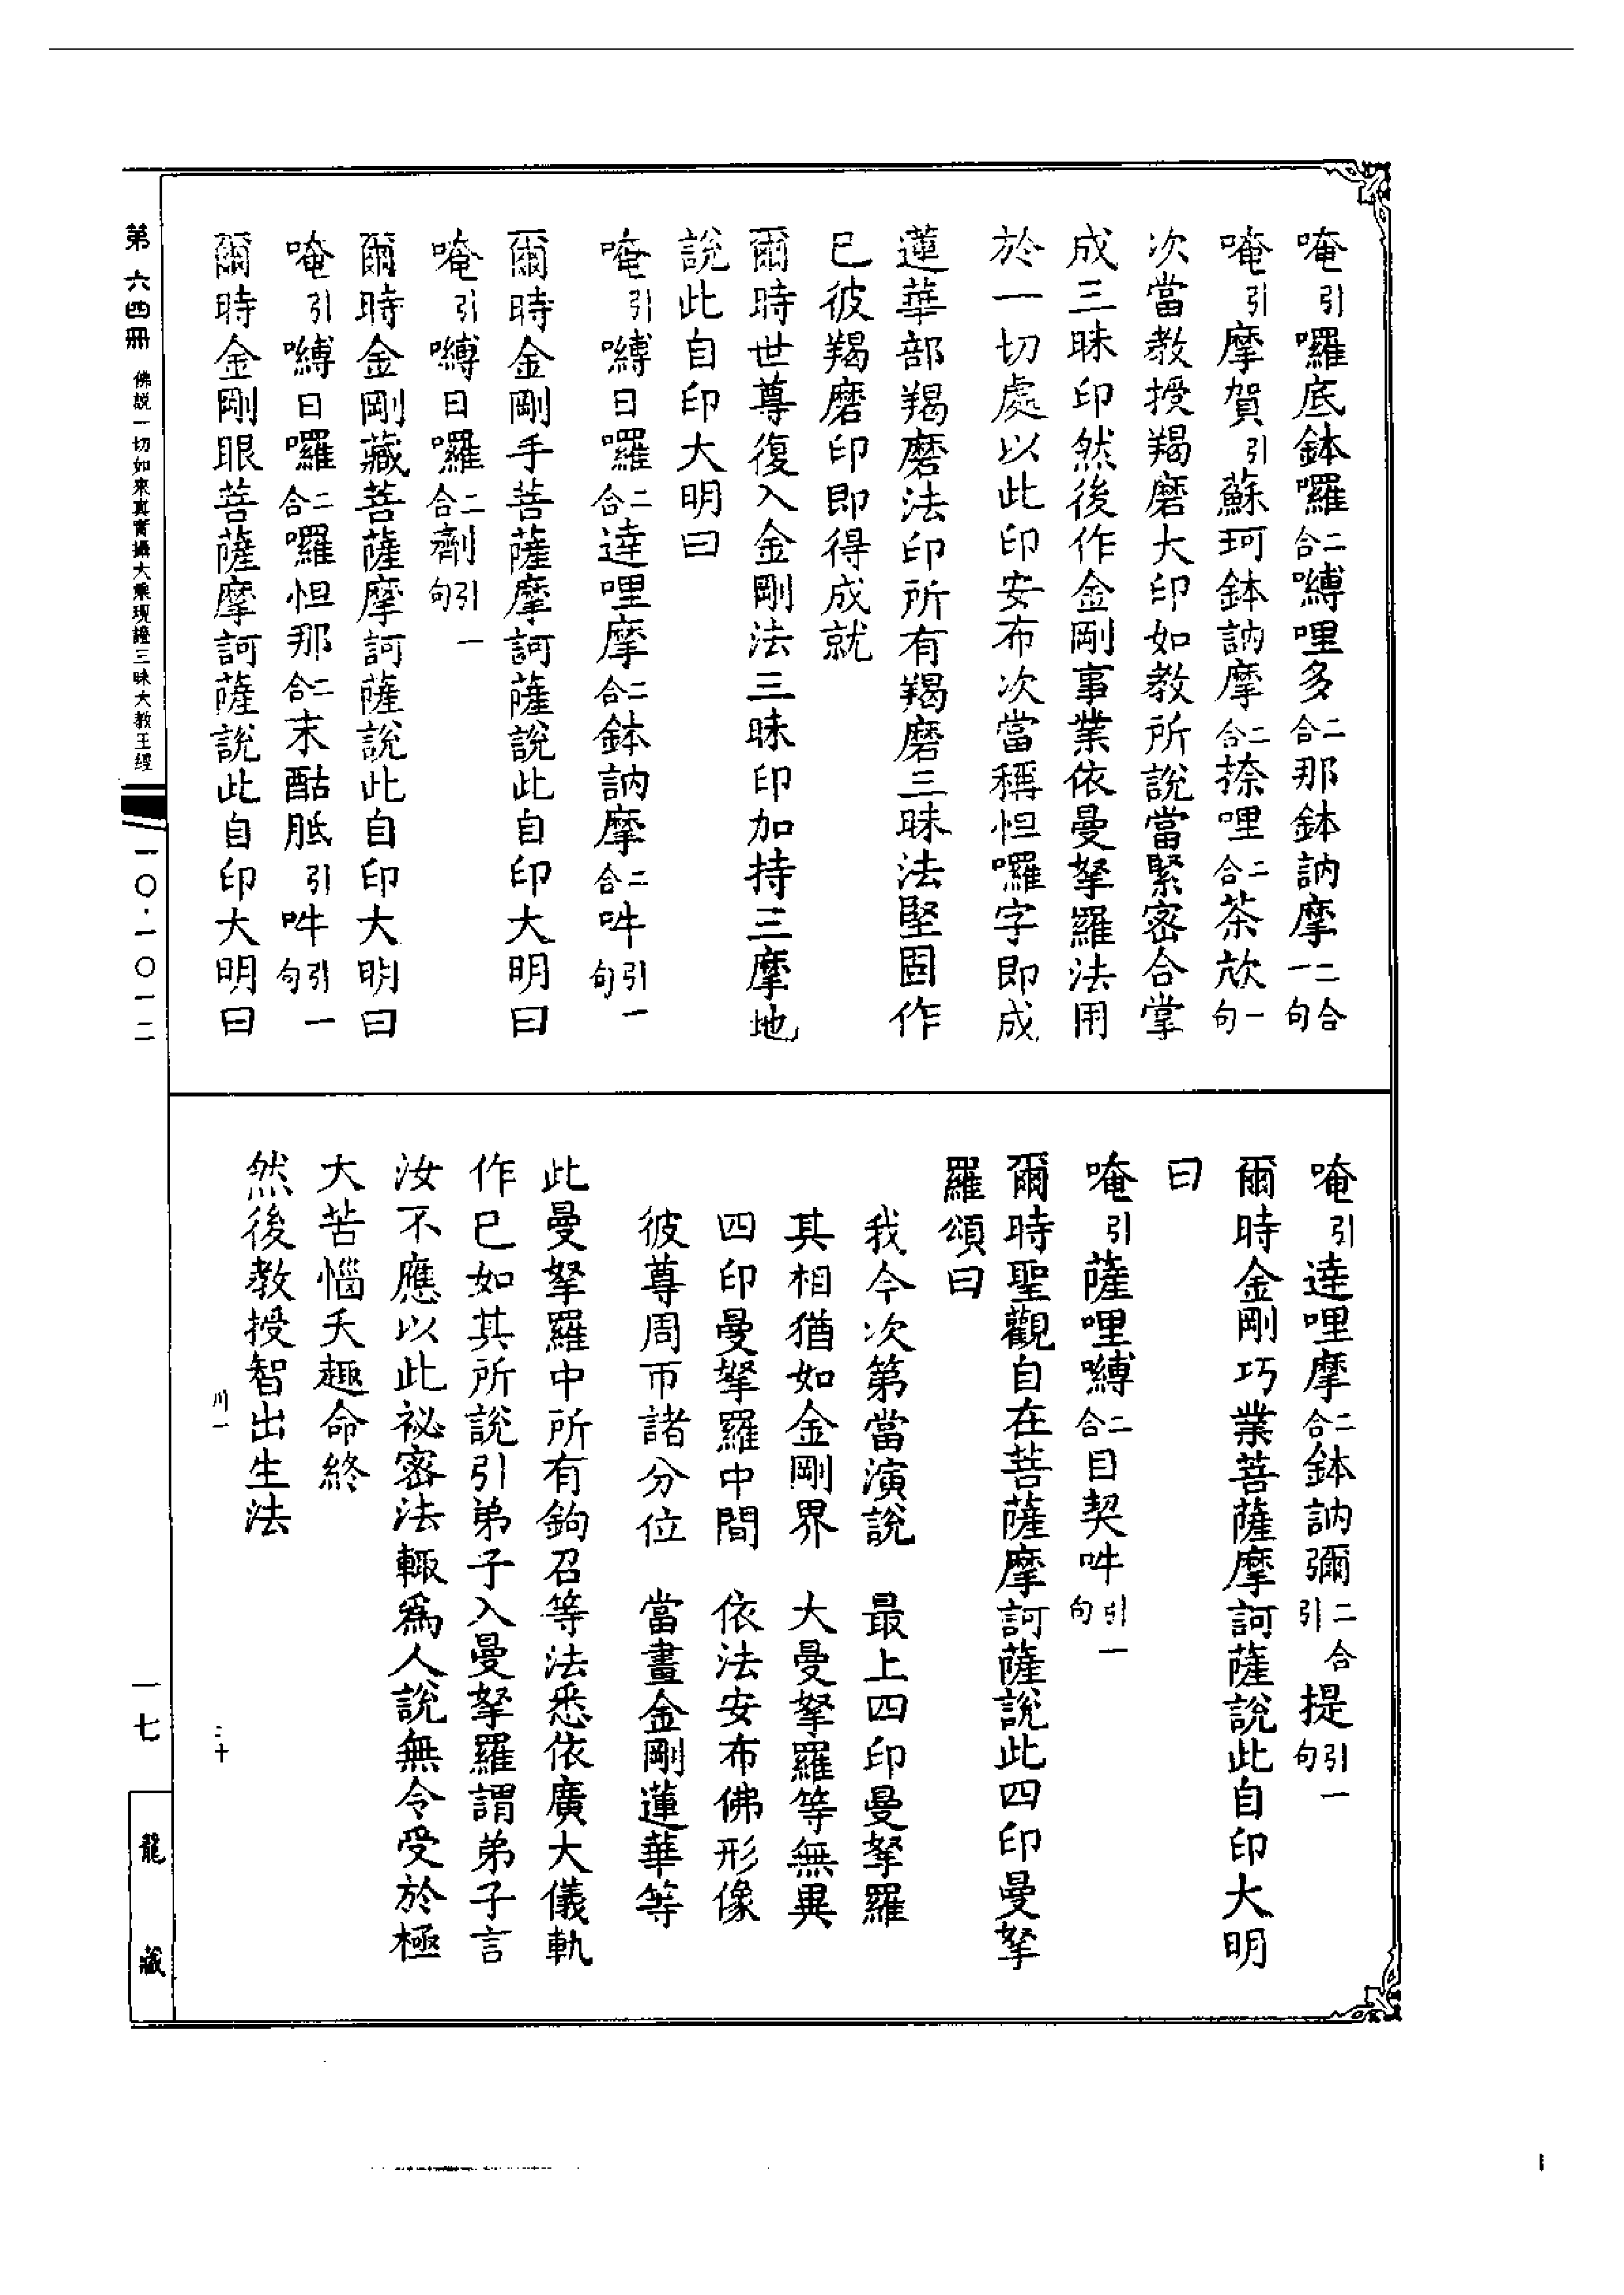 唵引囉底鉢囉二合嚩哩多二合那鉢訥摩二合一句
唵引摩賀引蘇珂鉢訥摩二合捺哩二合茶欻一句
次當教授羯磨大印如教所說當緊密合掌
成三昧印然後作金剛事業依曼拏羅法用
於一切處以此印安布次當稱怛囉字即成
蓮華部羯磨法印所有羯磨三昧法堅固作
已彼羯磨印即得成就
爾時世尊復入金剛法三昧印加持三摩地
說此自印大明曰
唵引嚩日囉二合達哩摩二合鉢訥摩二合吽引一句
爾時金剛手菩薩摩訶薩說此自印大明曰
唵引嚩日囉二合劑引一句
爾時金剛藏菩薩摩訶薩說此自印大明曰
唵引嚩日囉二合囉怛那二合末酤胝引吽引一句
爾時金剛眼菩薩摩訶薩說此自印大明曰
唵引達哩摩二合鉢訥彌二合引提引一句
爾時金剛巧業菩薩摩訶薩說此自印大明
曰
唵引薩哩嚩二合目契吽引一句
爾時聖觀自在菩薩摩訶薩說此四印曼拏
羅頌曰
我今次第當演說　最上四印曼拏羅
其相猶如金剛界　大曼拏羅等無異
四印曼拏羅中間　依法安布佛形像
彼尊周帀諸分位　當畫金剛蓮華等
此曼拏羅中所有鉤召等法悉依廣大儀軌
作已如其所說引弟子入曼拏羅謂弟子言
汝不應以此祕密法輒為人說無令受於極
大苦惱夭趣命終
然後教授智出生法
川一
二十
第六四冊　佛說一切如來真實攝大乘現證三昧大教王經
一〇·一〇一二
一七
龍藏